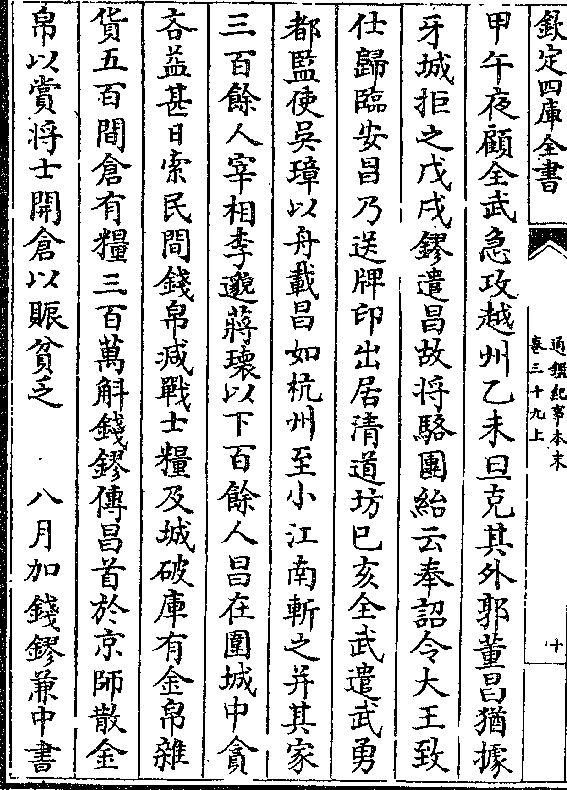 欽定四庫全書
通鑑紀事本末
卷三十九上
十
甲午夜顧全武急攻越州乙未旦克其外郭董昌猶據
牙城拒之戊戌鏐遣昌故將駱團紿云奉詔令大王致
仕歸臨安昌乃送牌印出居清道坊己亥全武遣武勇
都監使吳璋以舟載昌如杭州至小江南斬之并其家
三百餘人宰相李邈蔣瓌以下百餘人昌在圍城中貪
吝益甚日索民間錢帛減戰士糧及城破庫有金帛雜
貨五百間倉有糧三百萬斛錢鏐傳昌首於京師散金
帛以賞將士開倉以賑貧乏 八月加錢鏐兼中書